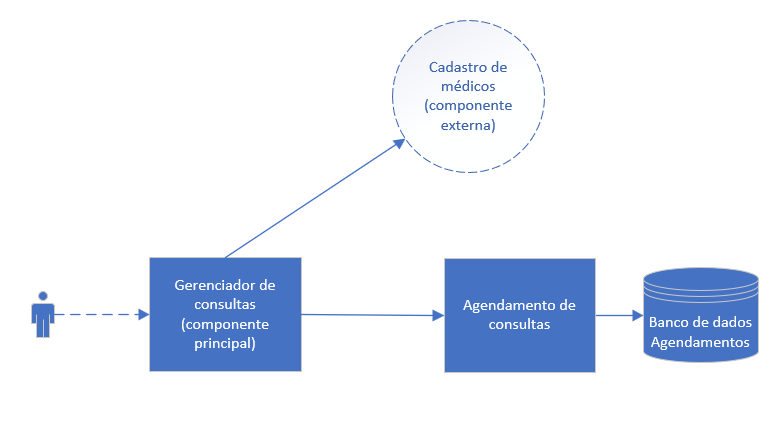 Cadastro de
médicos
(componente
externa)
Gerenciador de
consultas
(componente
principal)
Agendamento de
consultas
Banco de dados
Agendamentos